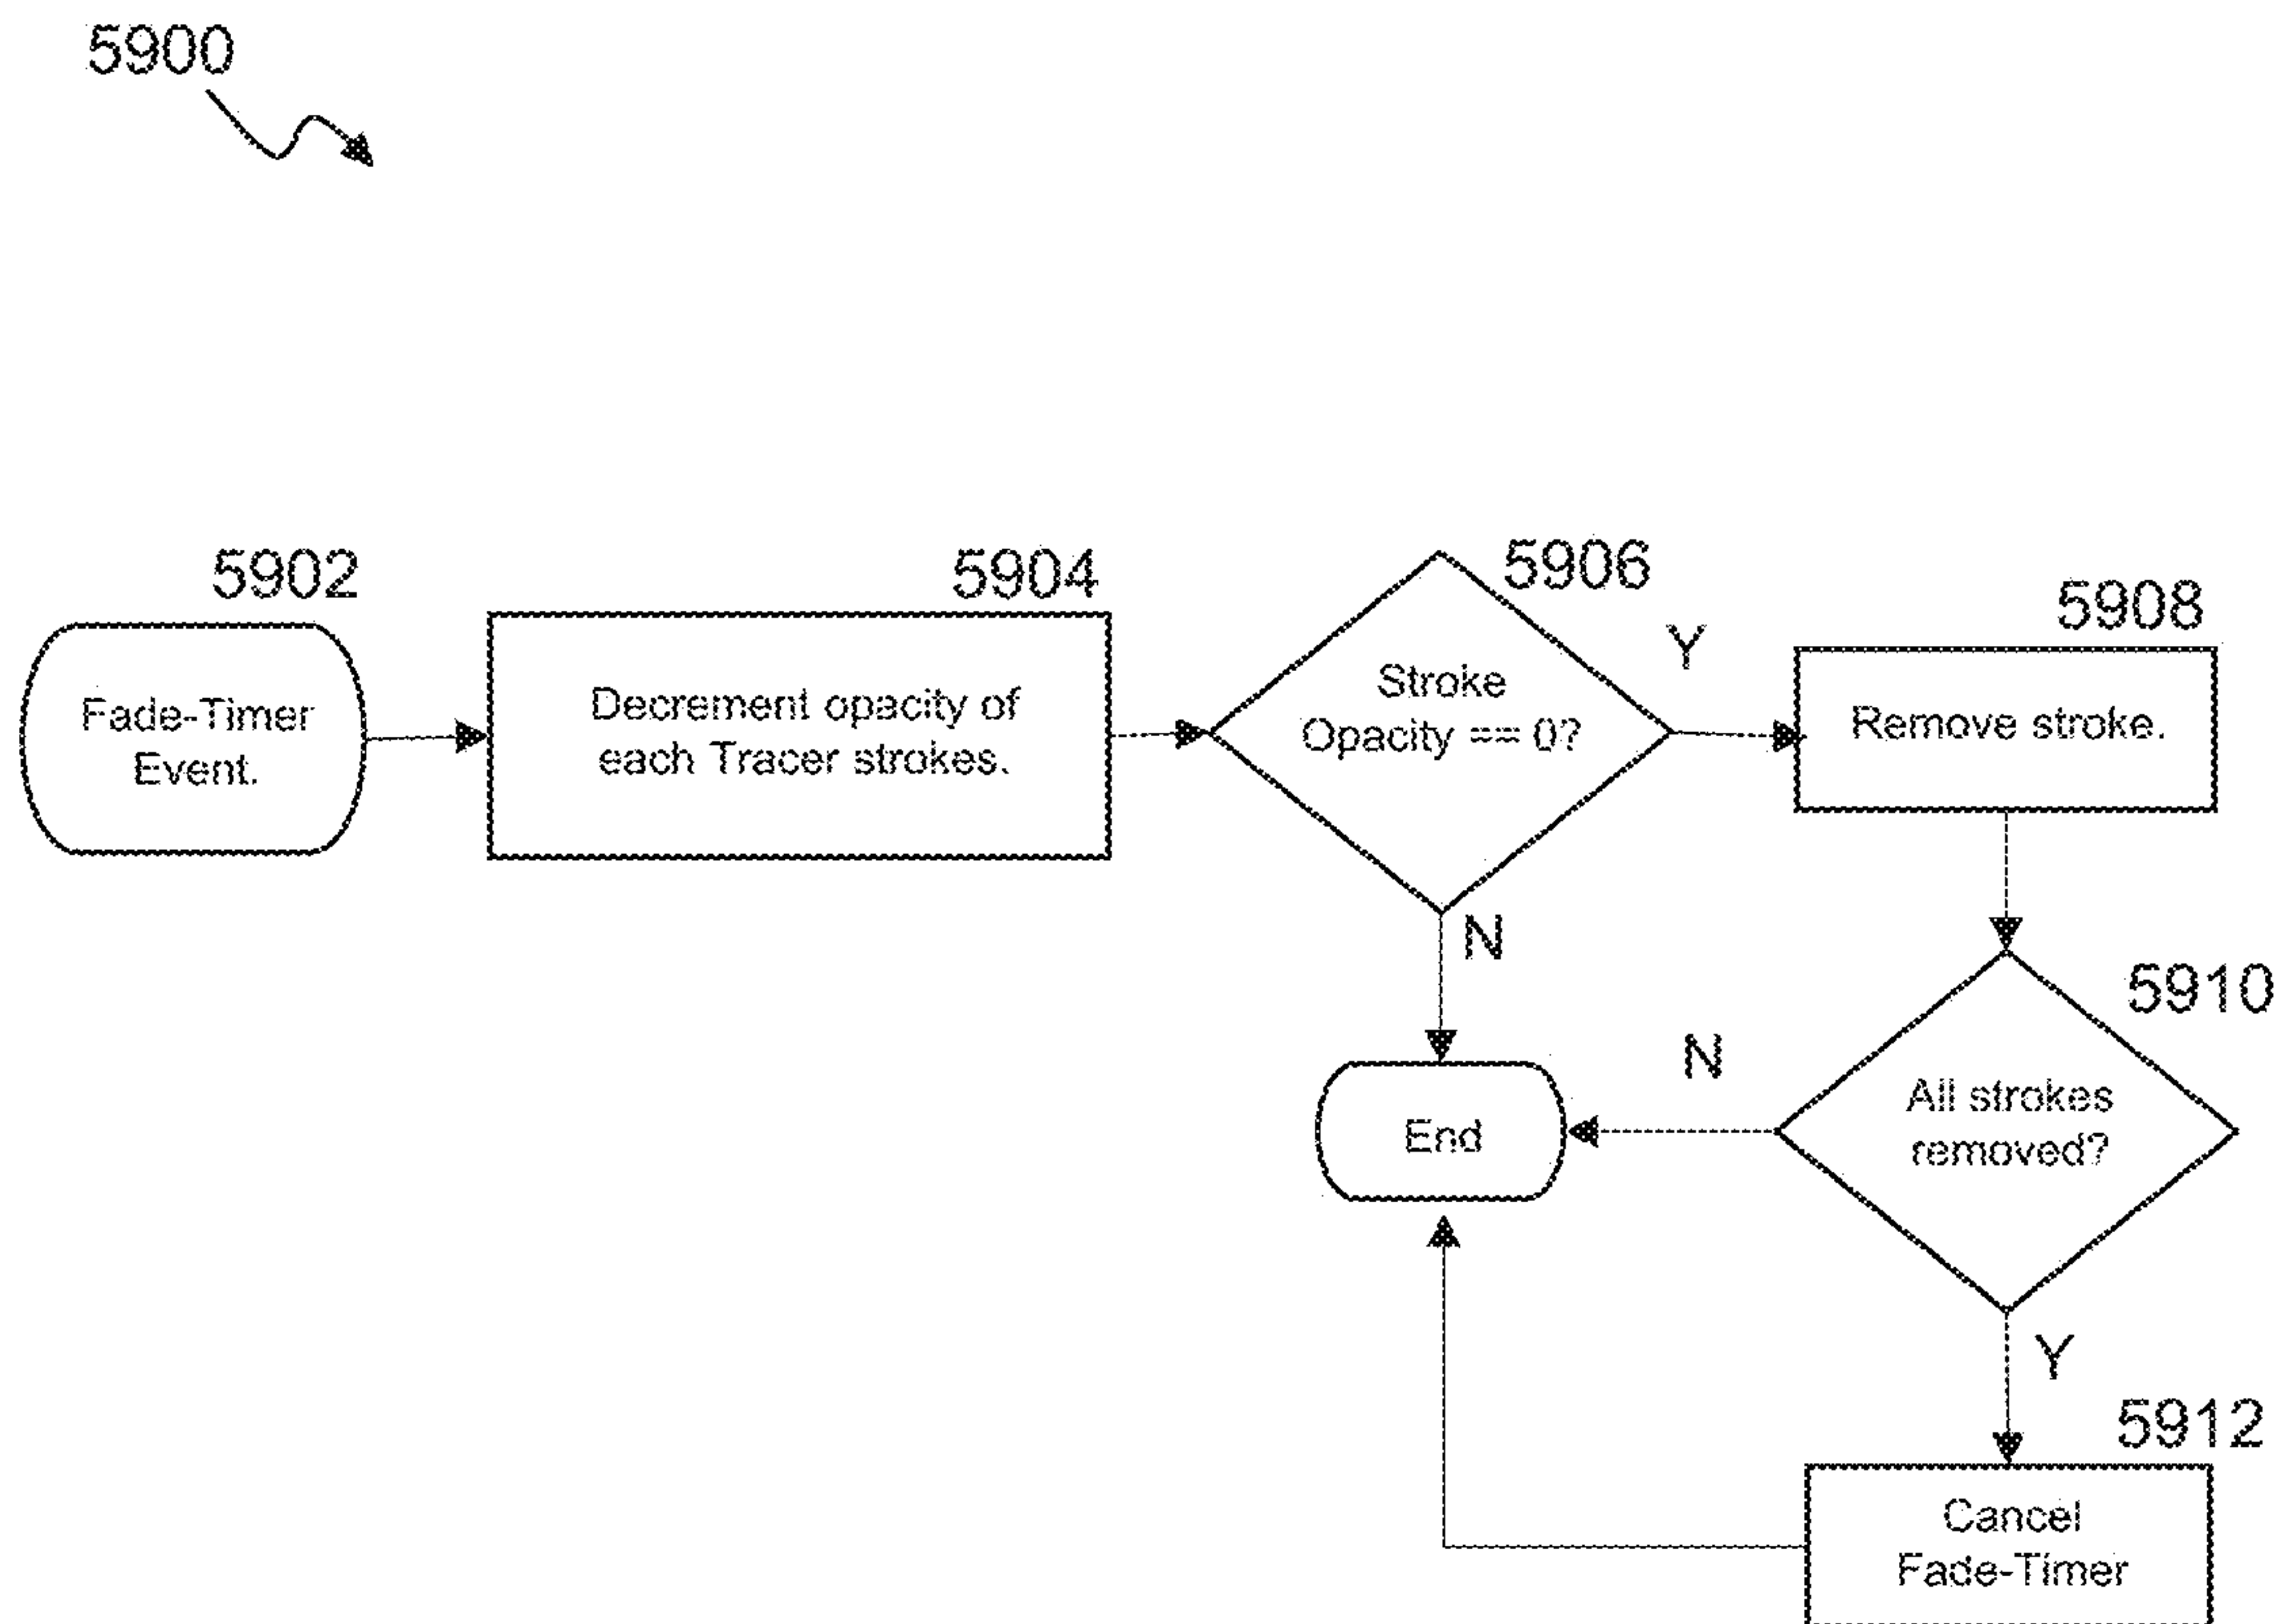 5900
5902
Fade-Timer
Event.
5904
Decrement opacity of
each Tracer strokes.
5906
Stroke
Opacity == 0?
Y
N
5908
Remove stroke.
5910
All strokes
removed?
N
Y
End
5912
Cancel
Fade-Timer